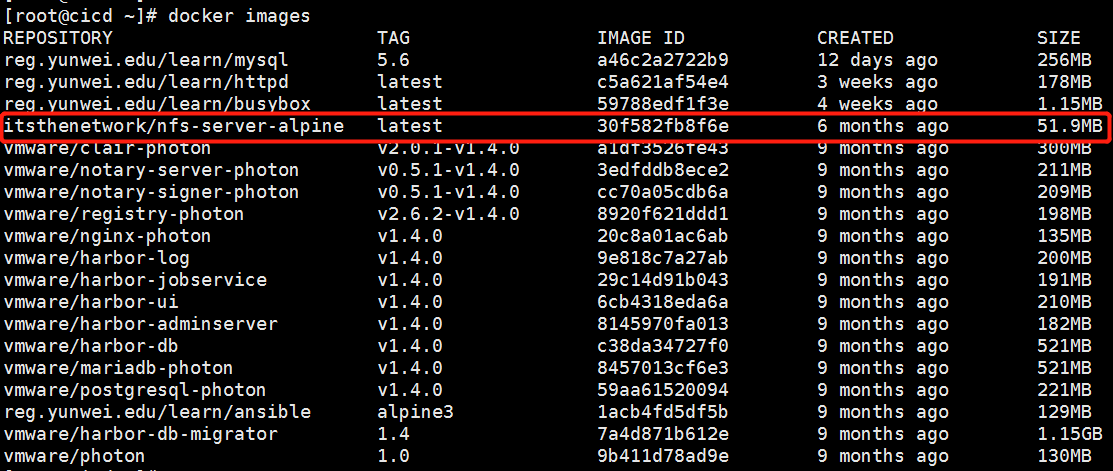 [root@cicd ~]# docker images
REPOSITORY TAG IMAGE ID CREATED SIZE
reg.yunwei.edu/learn/mysql 5.6 a46c2a2722b9 12 days ago 256MB
reg.yunwei.edu/learn/httpd latest c5a621af54e4 3 weeks ago 178MB
reg.yunwei.edu/learn/busybox latest 59788edf1f3e 4 weeks ago 1.15MB
itsthenetwork/nfs-server-alpine latest 30f582fb8f6e 6 months ago 51.9MB
vmware/clair-photon v2.0.1-v1.4.0 a1df3526fe43 9 months ago 300MB
vmware/notary-server-photon v0.5.1-v1.4.0 3edfddb8ece2 9 months ago 211MB
vmware/notary-signer-photon v0.5.1-v1.4.0 cc70a05cdb6a 9 months ago 209MB
vmware/registry-photon v2.6.2-v1.4.0 8920f621ddd1 9 months ago 198MB
vmware/nginx-photon v1.4.0 20c8a01ac6ab 9 months ago 135MB
vmware/harbor-log v1.4.0 9e818c7a27ab 9 months ago 200MB
vmware/harbor-jobservice v1.4.0 29c14d91b043 9 months ago 191MB
vmware/harbor-ui v1.4.0 6cb4318eda6a 9 months ago 210MB
vmware/harbor-adminserver v1.4.0 8145970fa013 9 months ago 182MB
vmware/harbor-db v1.4.0 c38da34727f0 9 months ago 521MB
vmware/mariadb-photon v1.4.0 8457013cf6e3 9 months ago 521MB
vmware/postgresql-photon v1.4.0 59aa61520094 9 months ago 221MB
reg.yunwei.edu/learn/ansible alpine3 1acb4fd5df5b 9 months ago 129MB
vmware/harbor-db-migrator 1.4 7a4d871b612e 9 months ago 1.15GB
vmware/photon 1.0 9b411d78ad9e 9 months ago 130MB